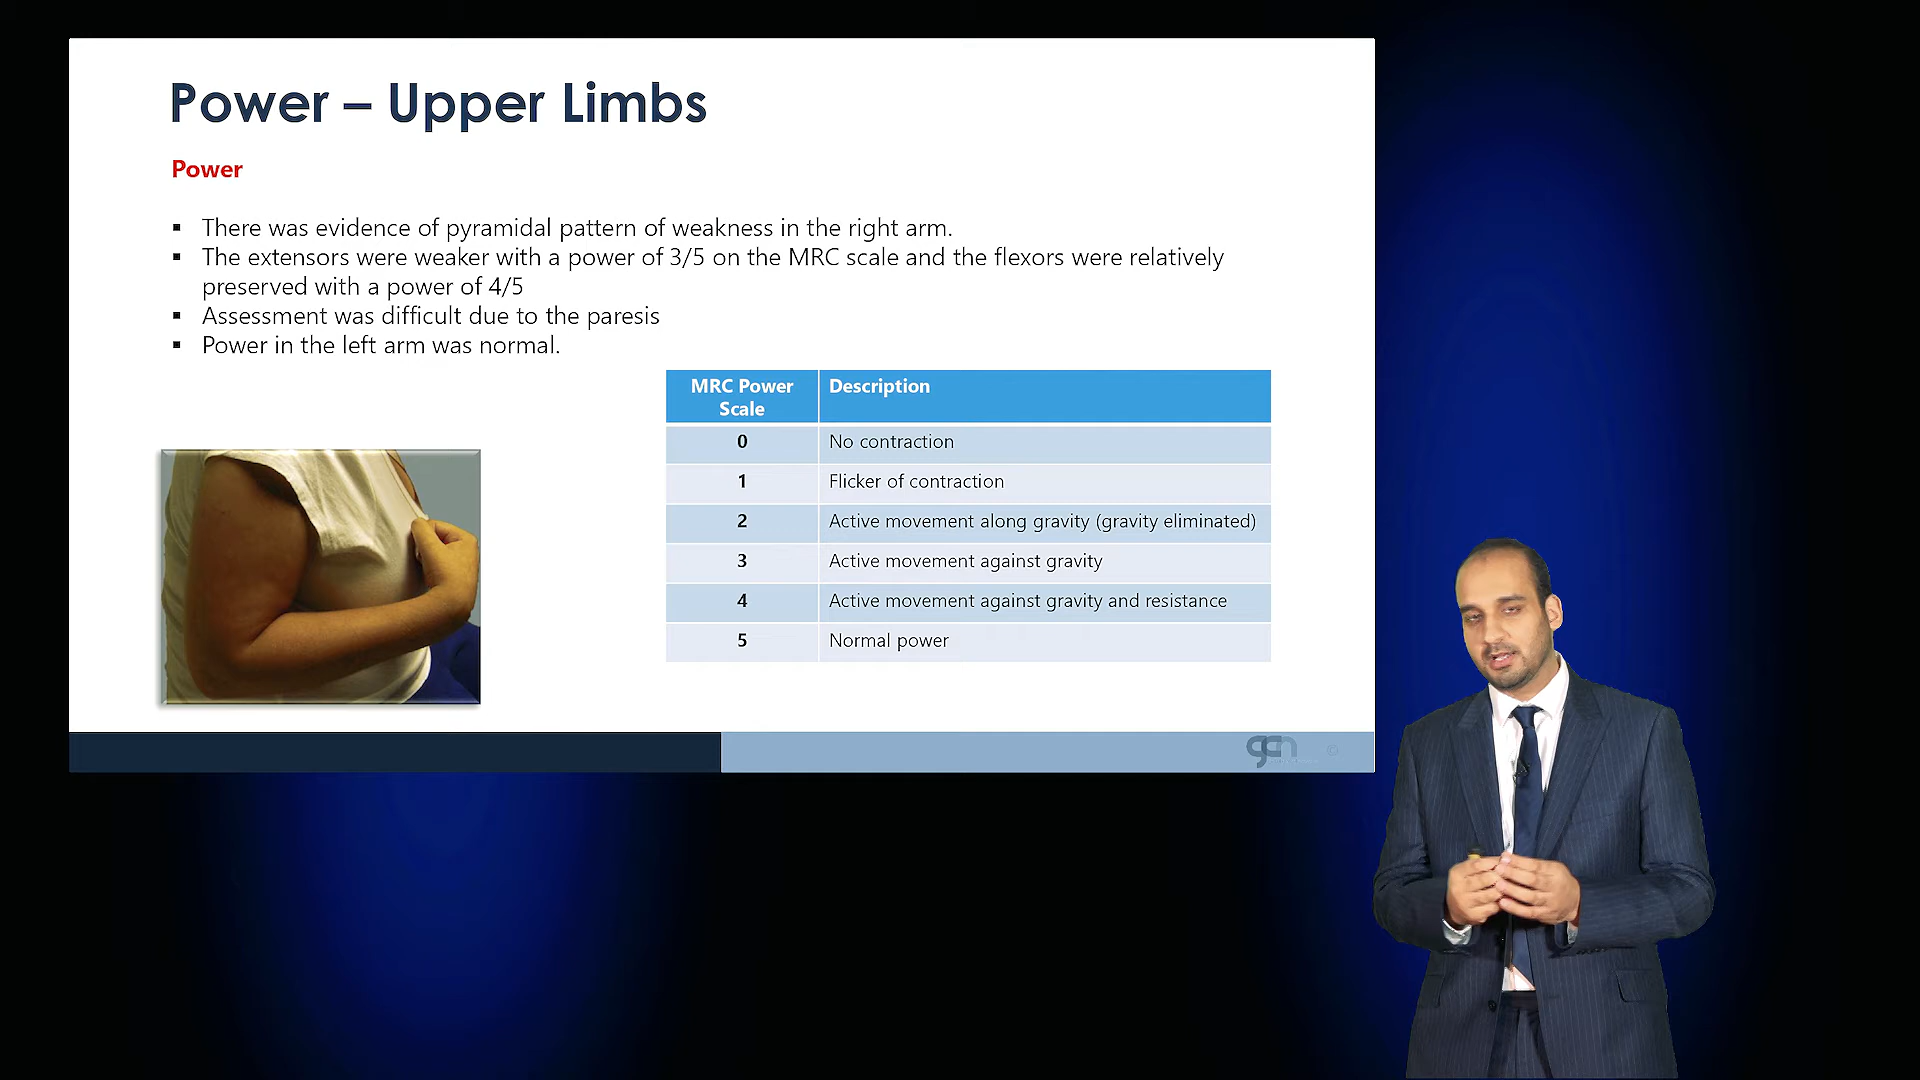 Power – Upper Limbs
Power
▪ There was evidence of pyramidal pattern of weakness in the right arm.
▪ The extensors were weaker with a power of 3/5 on the MRC scale and the flexors were relatively
preserved with a power of 4/5
▪ Assessment was difficult due to the paresis
▪ Power in the left arm was normal.
MRC Power Description
Scale
0 No contraction
1 Flicker of contraction
2 Active movement along gravity (gravity eliminated)
3 Active movement against gravity
4 Active movement against gravity and resistance
5 Normal power
gcn ©